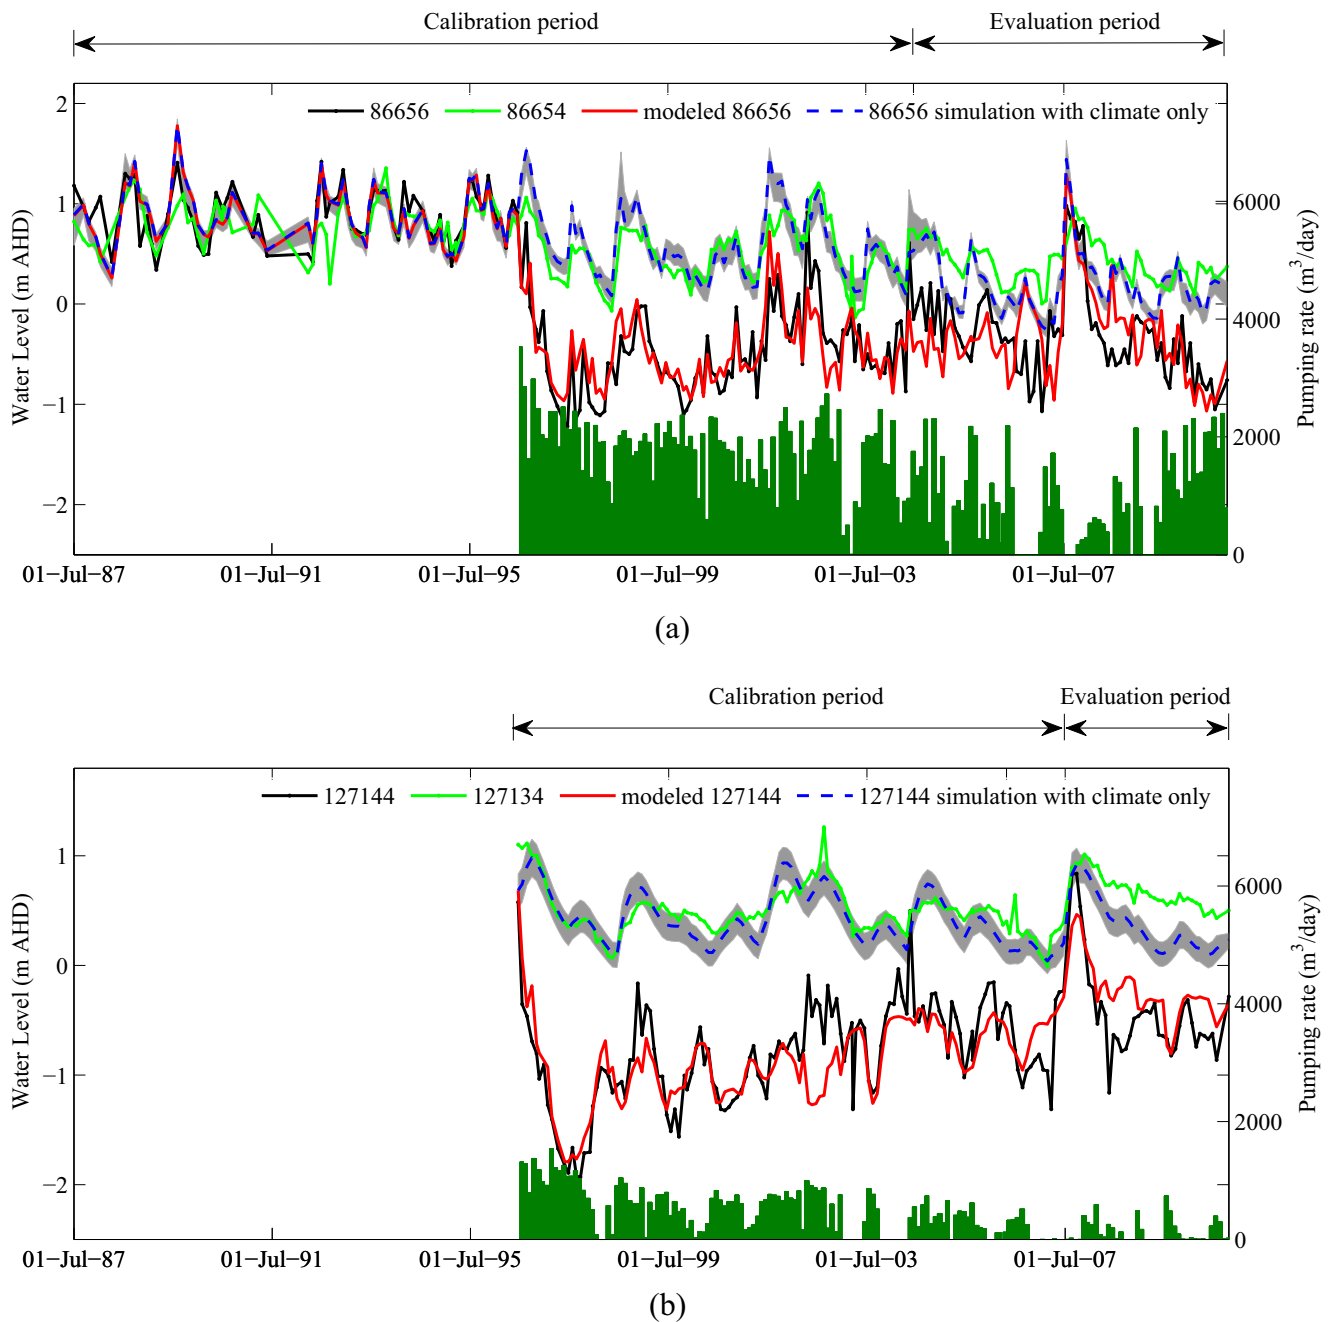 Calibration period Evaluation period
86656 86654 modeled 86656 86656 simulation with climate only
Water Level (m AHD)
2
1
0
−1
−2
Pumping rate (m³/day)
6000
4000
2000
0
01−Jul−87 01−Jul−91 01−Jul−95 01−Jul−99 01−Jul−03 01−Jul−07
(a)
Calibration period Evaluation period
127144 127134 modeled 127144 127144 simulation with climate only
Water Level (m AHD)
1
0
−1
−2
Pumping rate (m³/day)
6000
4000
2000
0
01−Jul−87 01−Jul−91 01−Jul−95 01−Jul−99 01−Jul−03 01−Jul−07
(b)